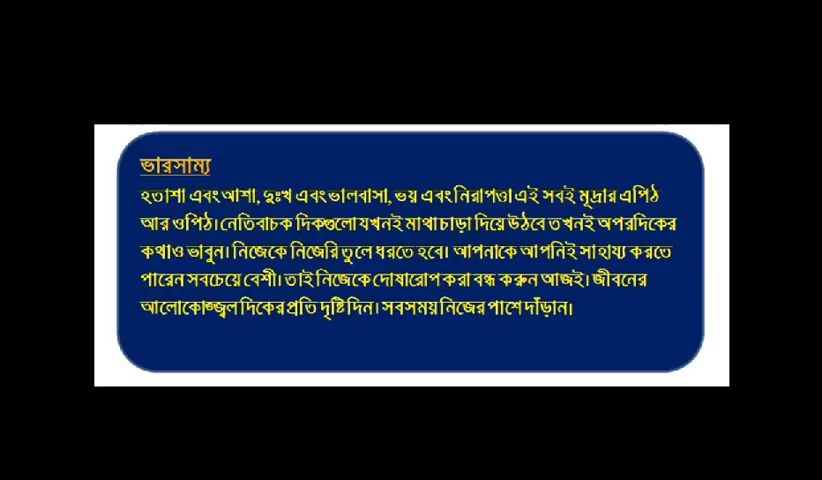 ভারসাম্য
হতাশা এবং আশা, দুঃখ এবং ভালবাসা, ভয় এবং নিরাপত্তা এই সবই মূদ্রার এপিঠ
আর ওপিঠ। নেতিবাচক দিকগুলো যখনই মাথা চাড়া দিয়ে উঠবে তখনই অপরদিকের
কথাও ভাবুন। নিজেকে নিজেরি তুলে ধরতে হবে। আপনাকে আপনিই সাহায্য করতে
পারেন সবচেয়ে বেশী। তাই নিজেকে দোষারোপ করা বন্ধ করুন আজই। জীবনের
আলোকোজ্জ্বল দিকের প্রতি দৃষ্টি দিন। সবসময় নিজের পাশে দাঁড়ান।